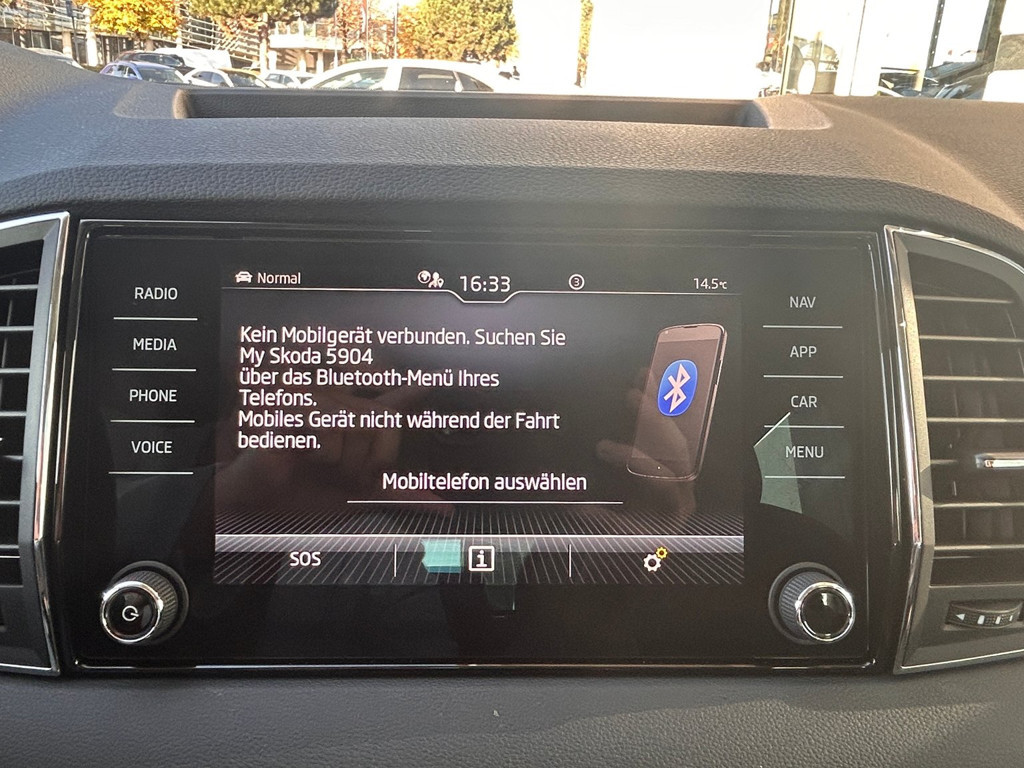 Normal
16:33
3
14.5°C
RADIO
MEDIA
PHONE
VOICE
Kein Mobilgerät verbunden. Suchen Sie
My Skoda 5904
über das Bluetooth-Menü Ihres
Telefons.
Mobiles Gerät nicht während der Fahrt
bedienen.
Mobiltelefon auswählen
SOS
i
NAV
APP
CAR
MENU